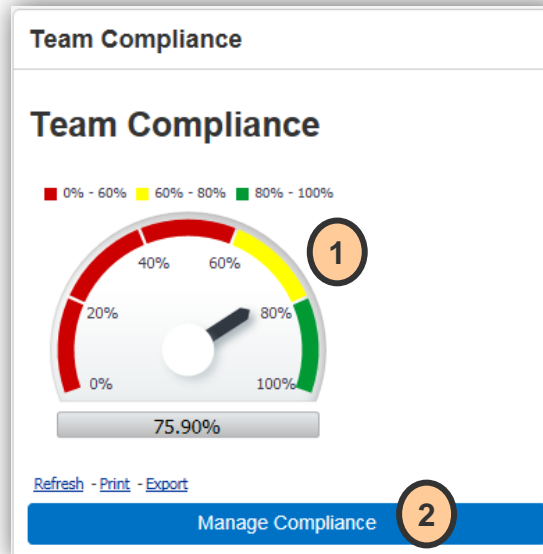 Team Compliance
Team Compliance
0% - 60% 60% - 80% 80% - 100%
1
40% 60%
20% 80%
0% 100%
75.90%
Refresh - Print - Export
Manage Compliance 2